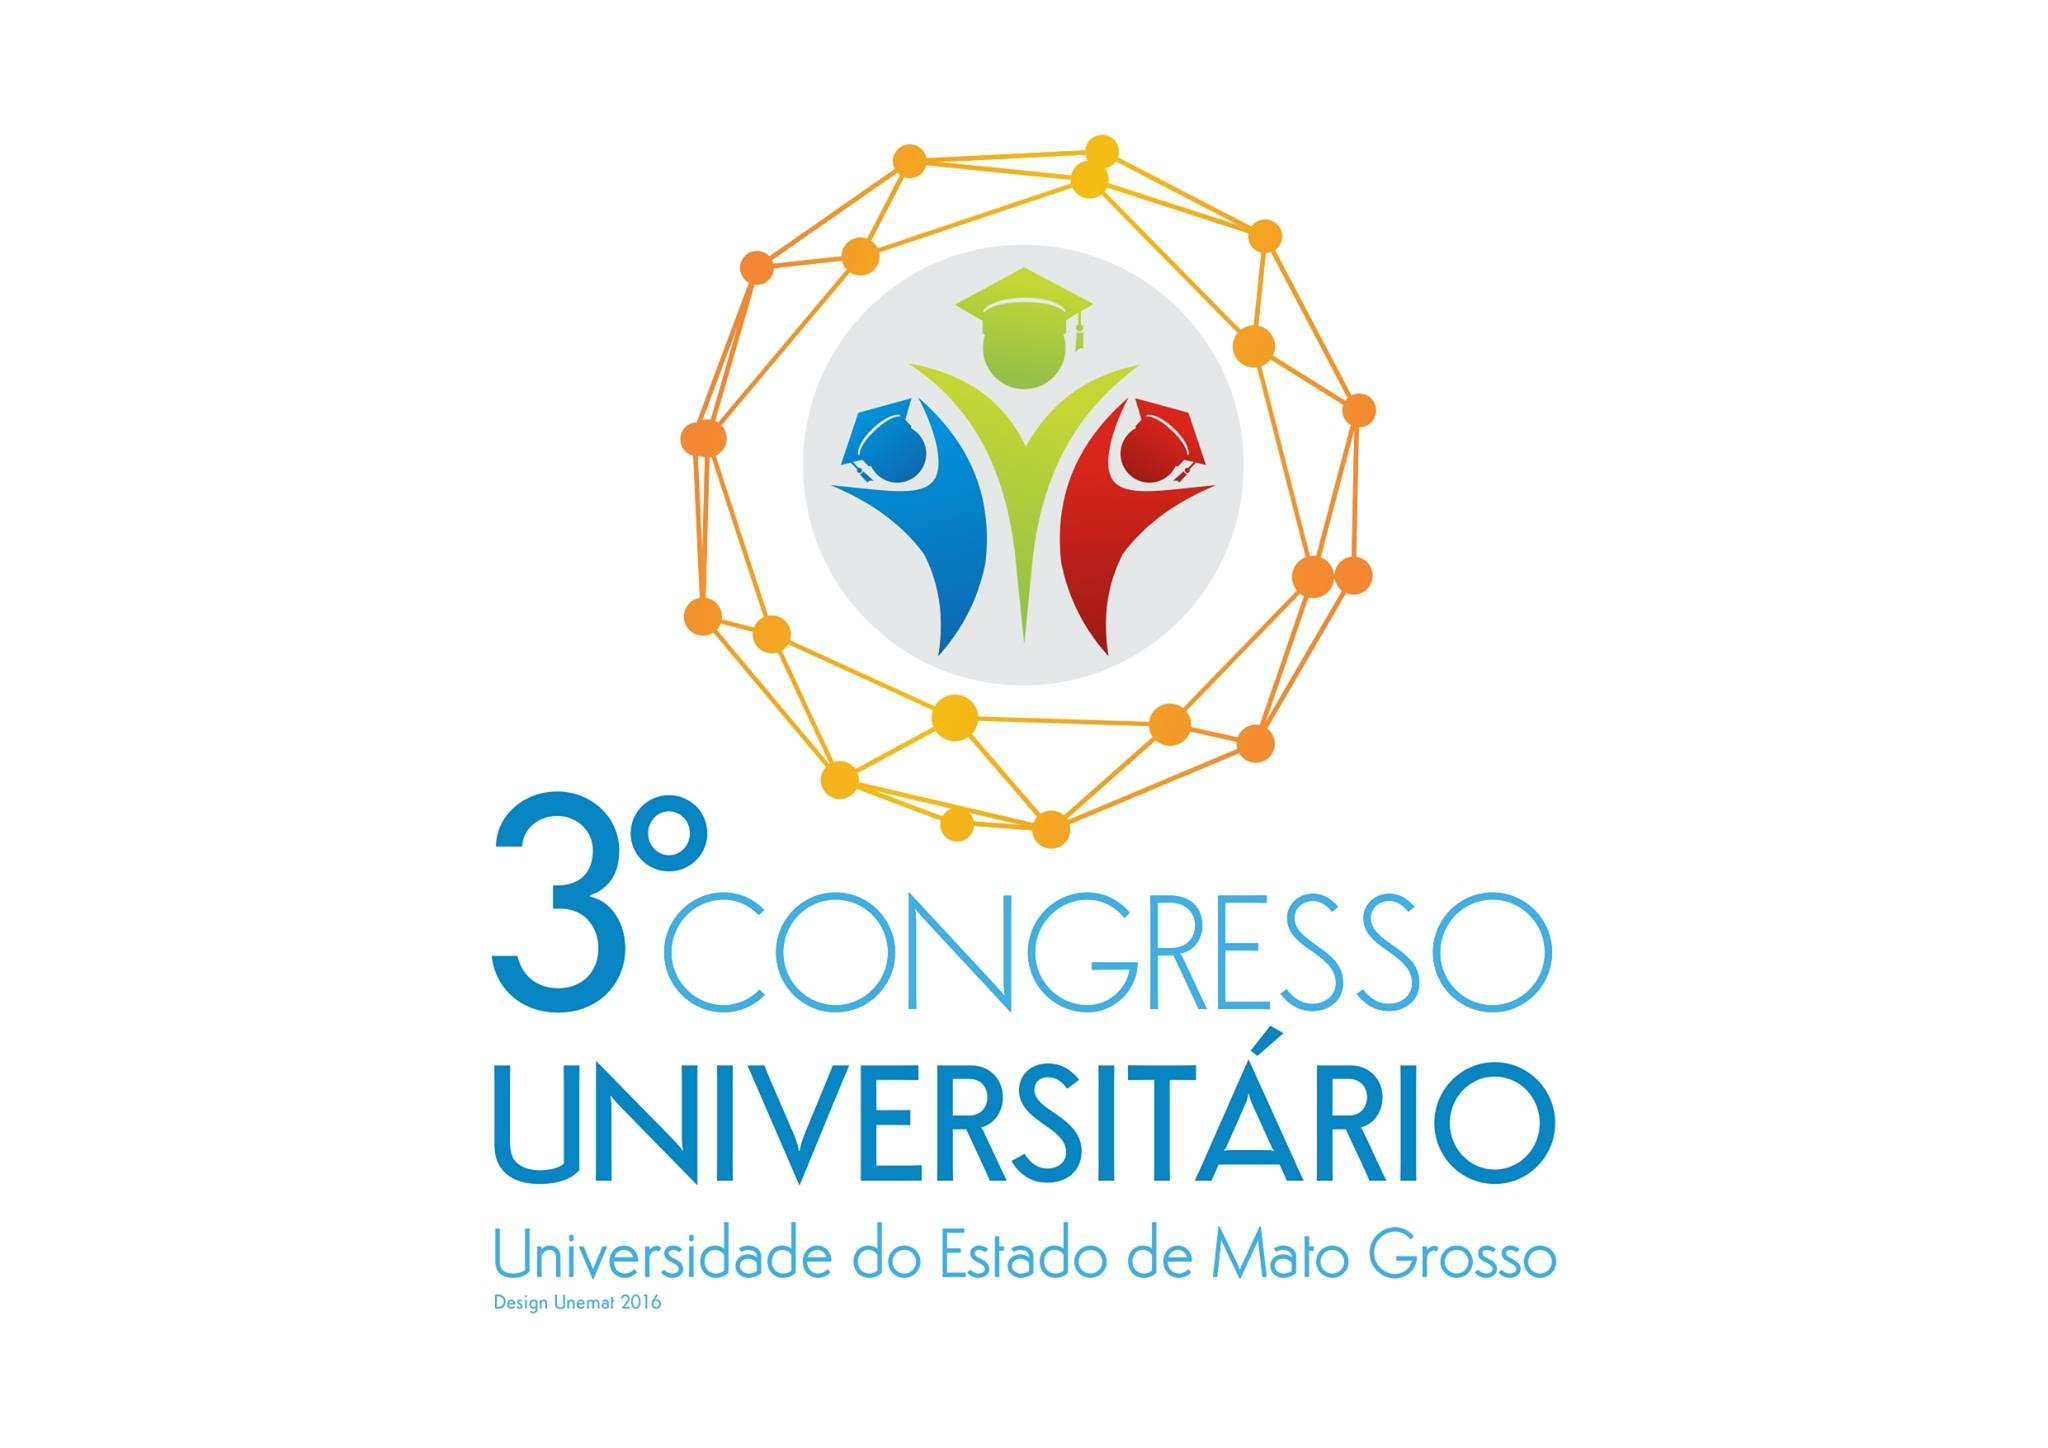 3º CONGRESSO
UNIVERSITÁRIO
Universidade do Estado de Mato Grosso
Design Unemat 2016